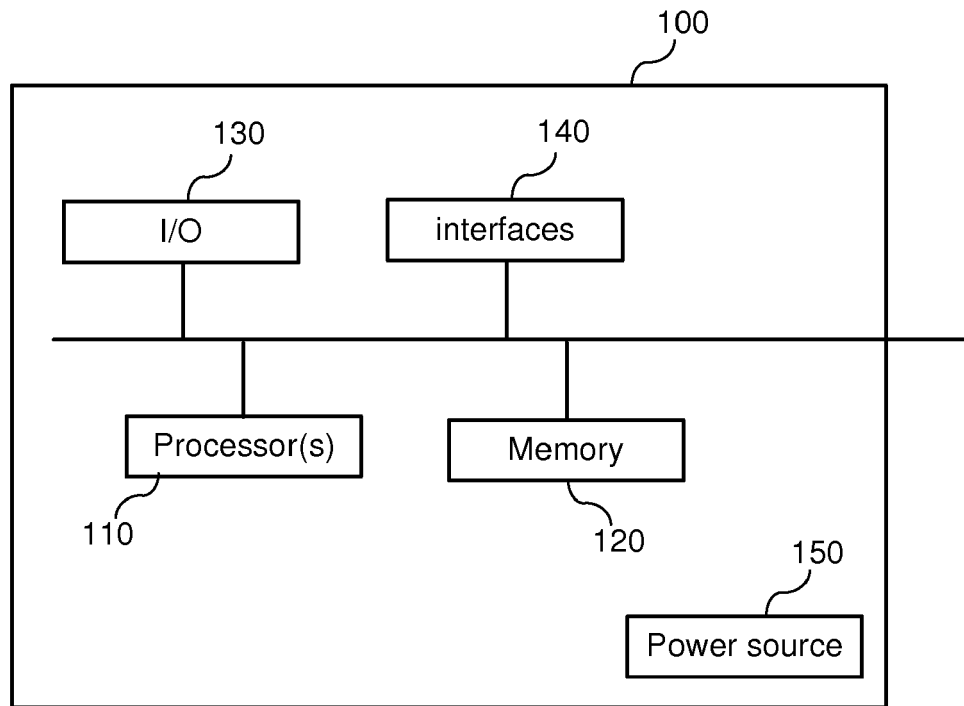 100
130
140
I/O
interfaces
Processor(s)
Memory
110
120
150
Power source